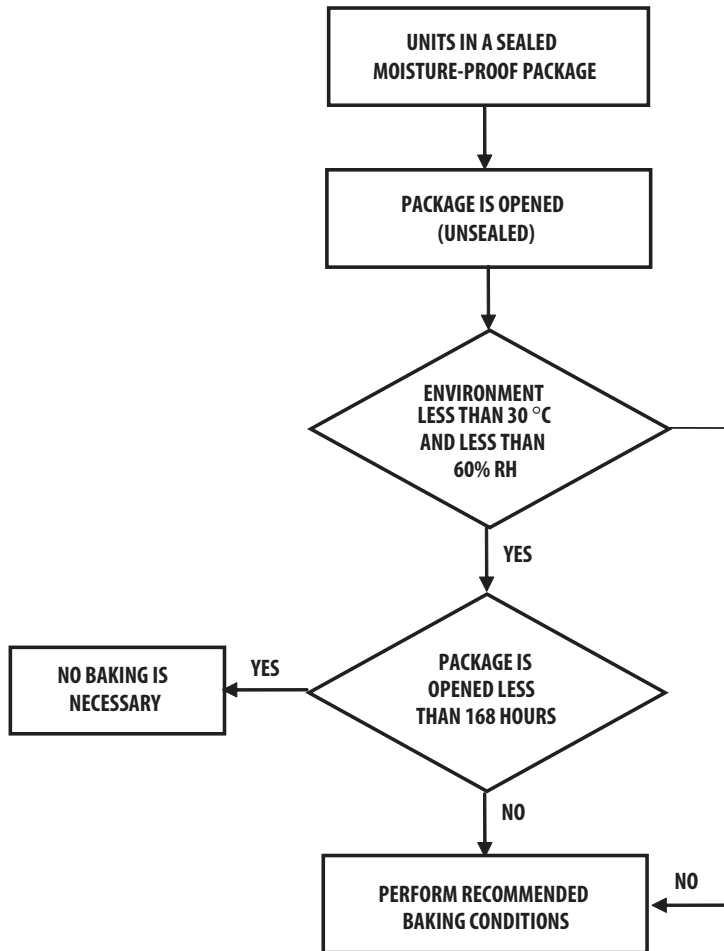 UNITS IN A SEALED
MOISTURE-PROOF PACKAGE
PACKAGE IS OPENED
(UNSEALED)
ENVIRONMENT
LESS THAN 30 °C
AND LESS THAN
60% RH
YES
PACKAGE IS
OPENED LESS
THAN 168 HOURS
YES
NO BAKING IS
NECESSARY
NO
PERFORM RECOMMENDED
BAKING CONDITIONS
NO